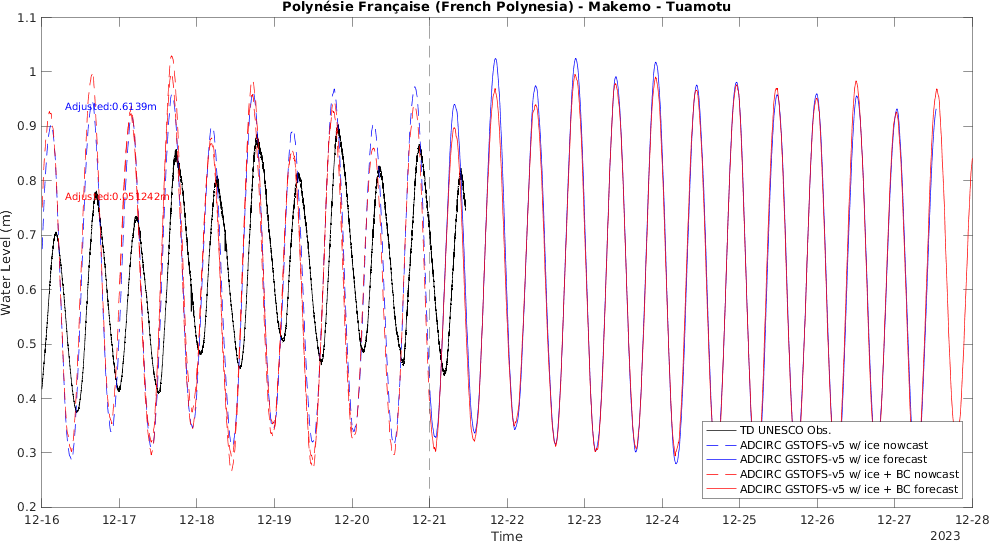 Polynésie Française (French Polynesia) - Makemo - Tuamotu
1.1
1
0.9
0.8
0.7
0.6
0.5
0.4
0.3
0.2
Water Level (m)
Adjusted:0.6139m
Adjusted:0.051242m
TD UNESCO Obs.
ADCIRC GSTOFS-v5 w/ ice nowcast
ADCIRC GSTOFS-v5 w/ ice forecast
ADCIRC GSTOFS-v5 w/ ice + BC nowcast
ADCIRC GSTOFS-v5 w/ ice + BC forecast
12-16 12-17 12-18 12-19 12-20 12-21 12-22 12-23 12-24 12-25 12-26 12-27 12-28
Time
2023